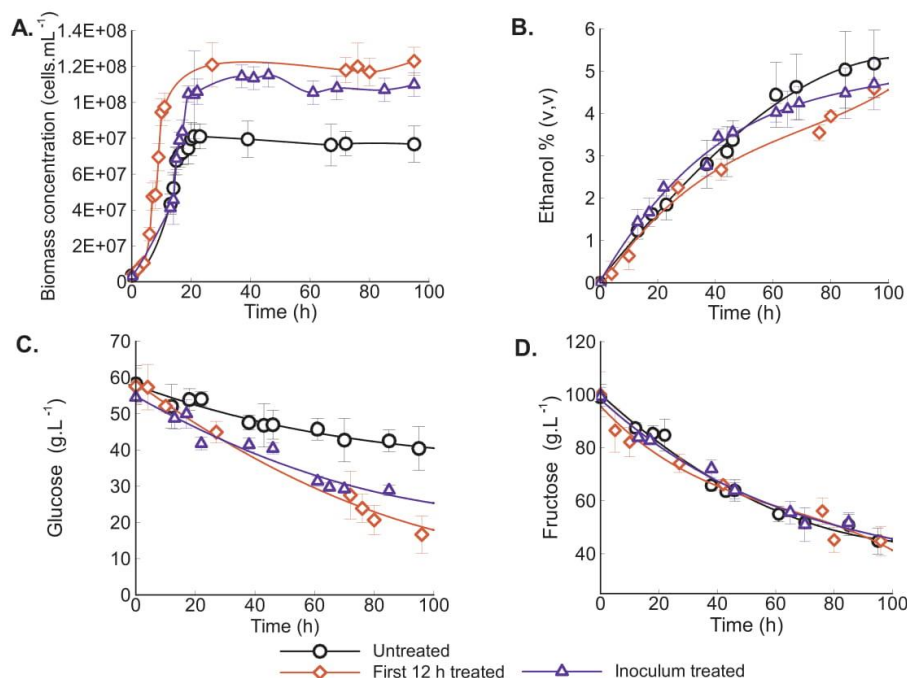 A.
Biomass concentration (cells.mL⁻¹)
1.4E+08
1.2E+08
1E+08
8E+07
6E+07
4E+07
2E+07
0
0 20 40 60 80 100
Time (h)
B.
Ethanol % (v,v)
6
5
4
3
2
1
0
0 20 40 60 80 100
Time (h)
C.
Glucose (g.L⁻¹)
70
60
50
40
30
20
10
0
0 20 40 60 80 100
Time (h)
D.
Fructose (g.L⁻¹)
120
100
80
60
40
0 20 40 60 80 100
Time (h)
Untreated
First 12 h treated
Inoculum treated